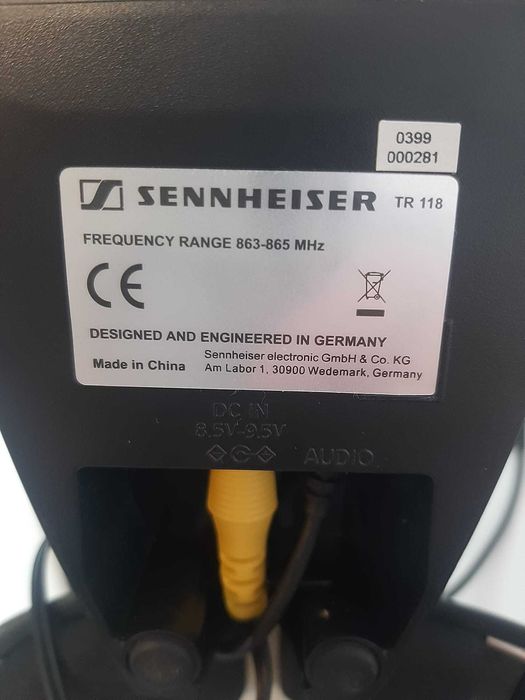 0399
000281
SENNHEISER TR 118
FREQUENCY RANGE 863-865 MHz
CE
DESIGNED AND ENGINEERED IN GERMANY
Made in China
Sennheiser electronic GmbH & Co. KG
Am Labor 1, 30900 Wedemark, Germany
DC IN
8.5V-9.5V
AUDIO